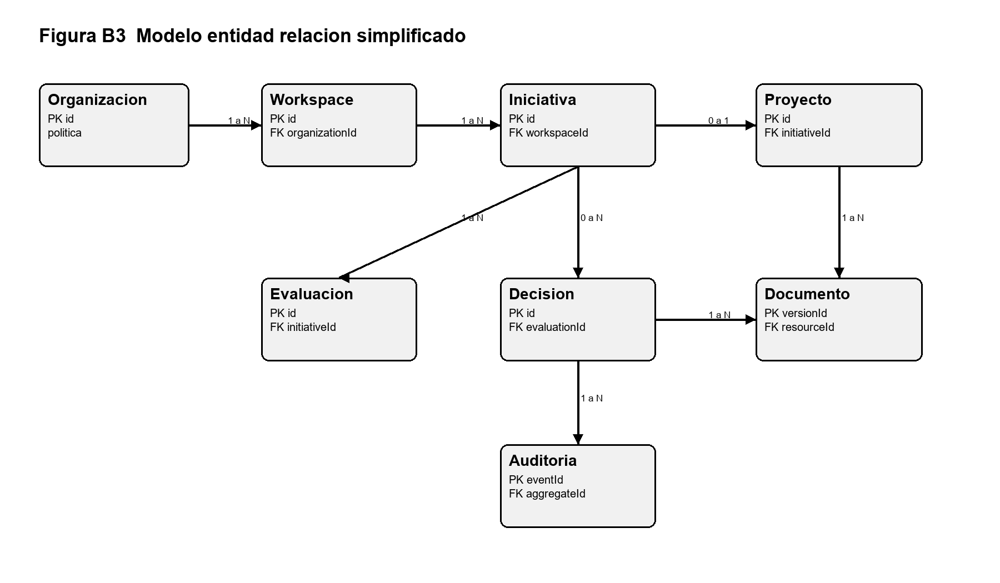 Figura B3  Modelo entidad relacion simplificado
Organizacion
PK id
politica
1 a N
Workspace
PK id
FK organizationId
1 a N
Iniciativa
PK id
FK workspaceId
0 a 1
Proyecto
PK id
FK initiativeId
1 a N
0 a N
1 a N
Evaluacion
PK id
FK initiativeId
Decision
PK id
FK evaluationId
1 a N
Documento
PK versionId
FK resourceId
1 a N
Auditoria
PK eventId
FK aggregateId